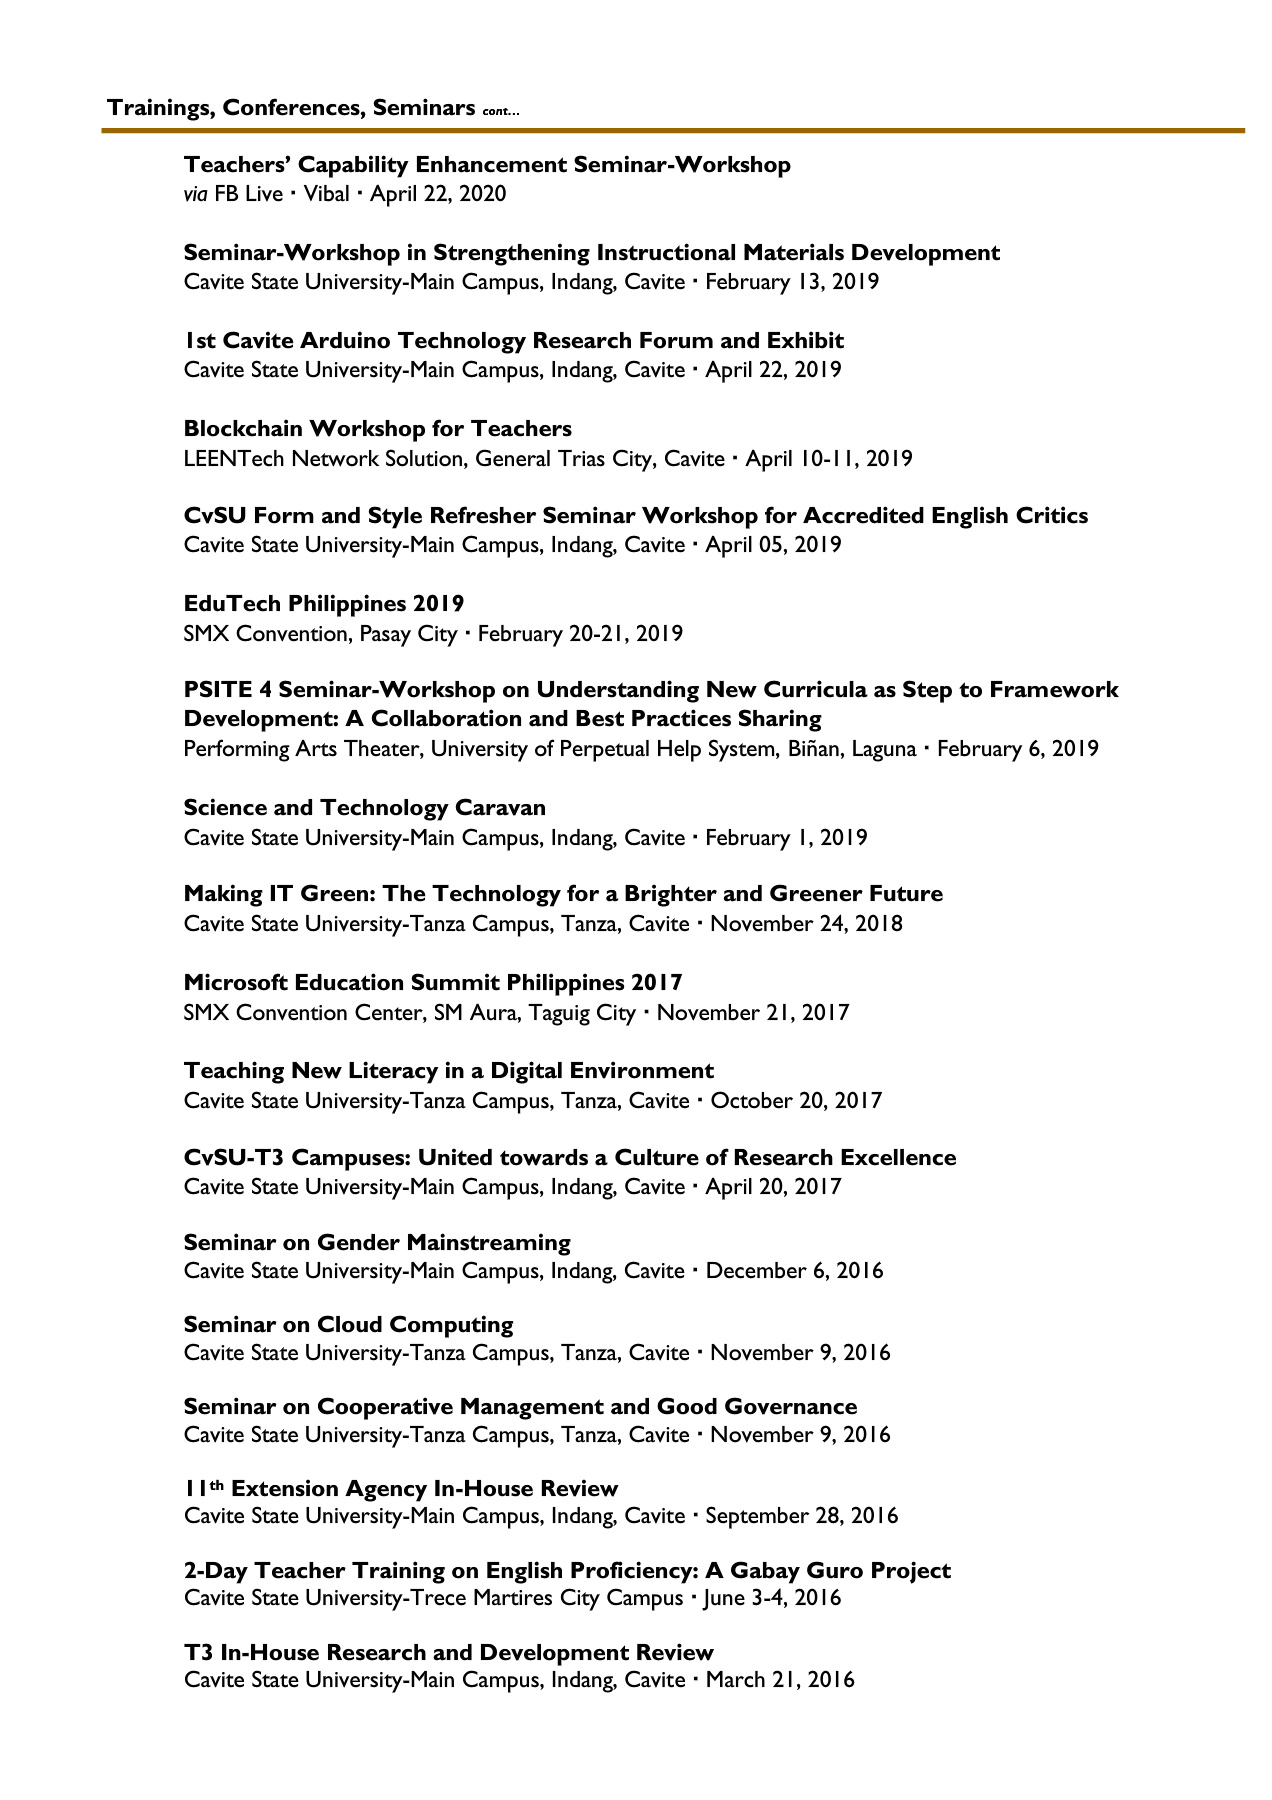 Trainings, Conferences, Seminars cont...
Teachers’ Capability Enhancement Seminar-Workshop
via FB Live · Vibal · April 22, 2020
Seminar-Workshop in Strengthening Instructional Materials Development
Cavite State University-Main Campus, Indang, Cavite · February 13, 2019
1st Cavite Arduino Technology Research Forum and Exhibit
Cavite State University-Main Campus, Indang, Cavite · April 22, 2019
Blockchain Workshop for Teachers
LEENTech Network Solution, General Trias City, Cavite · April 10-11, 2019
CvSU Form and Style Refresher Seminar Workshop for Accredited English Critics
Cavite State University-Main Campus, Indang, Cavite · April 05, 2019
EduTech Philippines 2019
SMX Convention, Pasay City · February 20-21, 2019
PSITE 4 Seminar-Workshop on Understanding New Curricula as Step to Framework
Development: A Collaboration and Best Practices Sharing
Performing Arts Theater, University of Perpetual Help System, Biñan, Laguna · February 6, 2019
Science and Technology Caravan
Cavite State University-Main Campus, Indang, Cavite · February 1, 2019
Making IT Green: The Technology for a Brighter and Greener Future
Cavite State University-Tanza Campus, Tanza, Cavite · November 24, 2018
Microsoft Education Summit Philippines 2017
SMX Convention Center, SM Aura, Taguig City · November 21, 2017
Teaching New Literacy in a Digital Environment
Cavite State University-Tanza Campus, Tanza, Cavite · October 20, 2017
CvSU-T3 Campuses: United towards a Culture of Research Excellence
Cavite State University-Main Campus, Indang, Cavite · April 20, 2017
Seminar on Gender Mainstreaming
Cavite State University-Main Campus, Indang, Cavite · December 6, 2016
Seminar on Cloud Computing
Cavite State University-Tanza Campus, Tanza, Cavite · November 9, 2016
Seminar on Cooperative Management and Good Governance
Cavite State University-Tanza Campus, Tanza, Cavite · November 9, 2016
11th Extension Agency In-House Review
Cavite State University-Main Campus, Indang, Cavite · September 28, 2016
2-Day Teacher Training on English Proficiency: A Gabay Guro Project
Cavite State University-Trece Martires City Campus · June 3-4, 2016
T3 In-House Research and Development Review
Cavite State University-Main Campus, Indang, Cavite · March 21, 2016